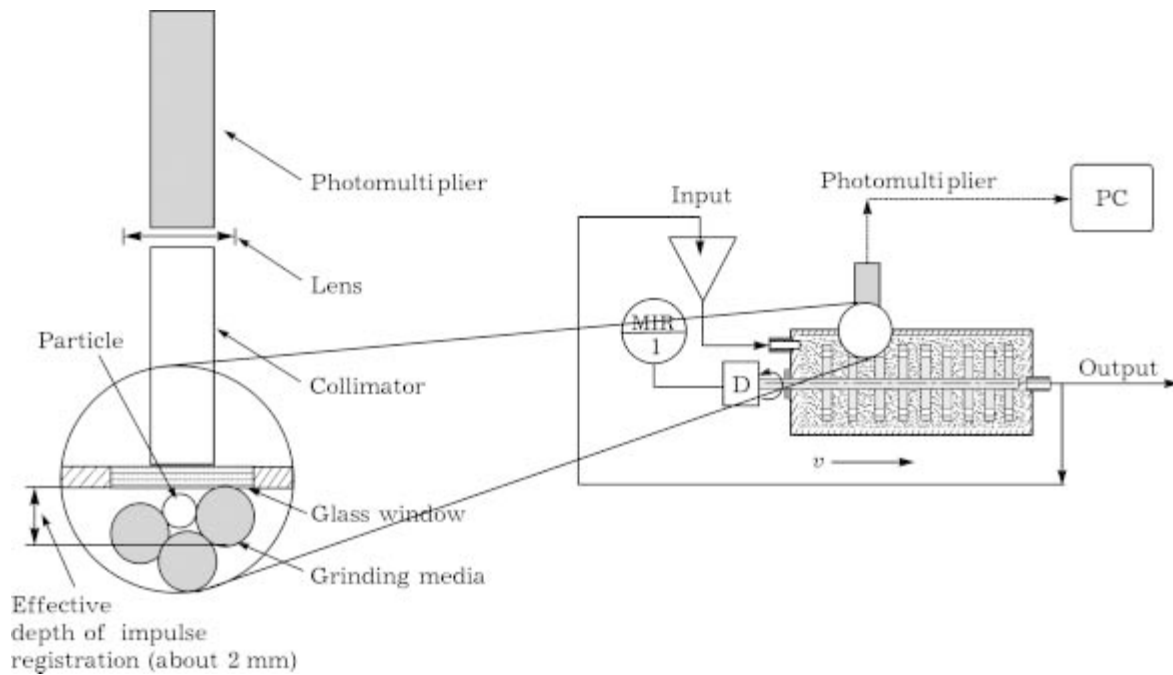 Photomultiplier
Lens
Particle
Collimator
Glass window
Grinding media
Effective
depth of impulse
registration (about 2 mm)
Input
Photomultiplier
PC
MIR
1
D
Output
v